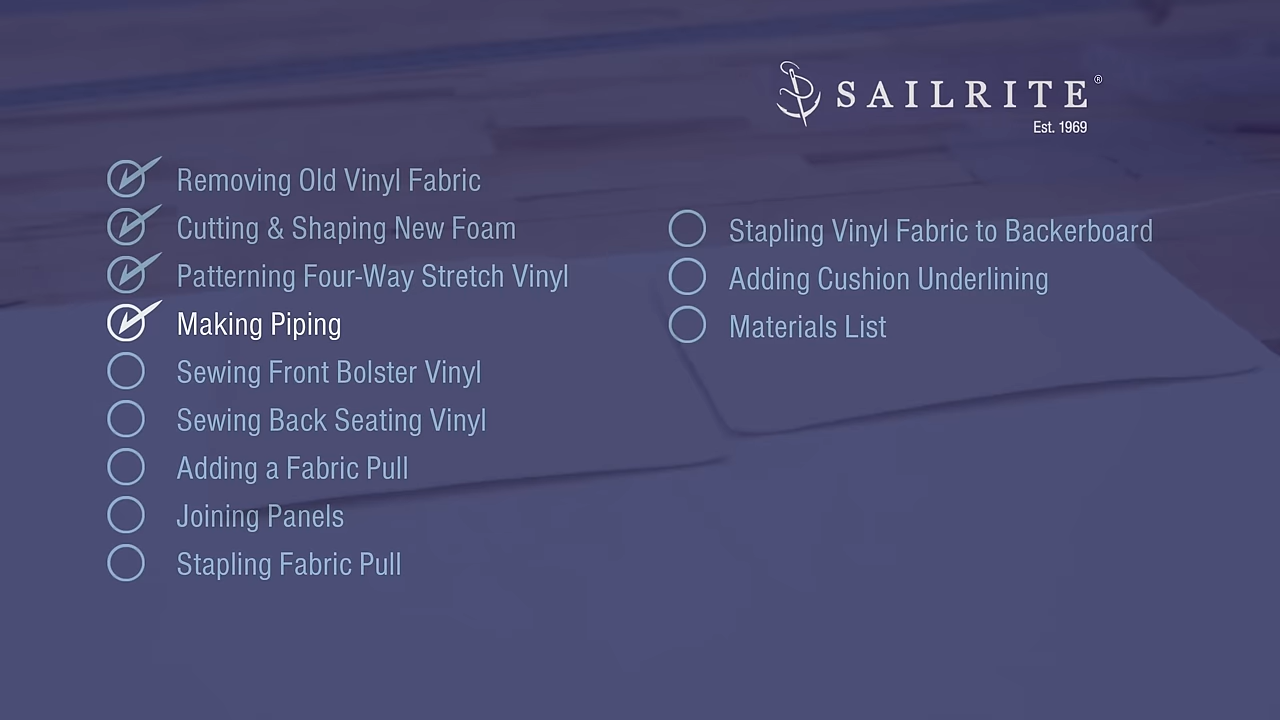 SAILRITE®
Est. 1969
Removing Old Vinyl Fabric
Cutting & Shaping New Foam
Patterning Four-Way Stretch Vinyl
Making Piping
Sewing Front Bolster Vinyl
Sewing Back Seating Vinyl
Adding a Fabric Pull
Joining Panels
Stapling Fabric Pull
Stapling Vinyl Fabric to Backerboard
Adding Cushion Underlining
Materials List